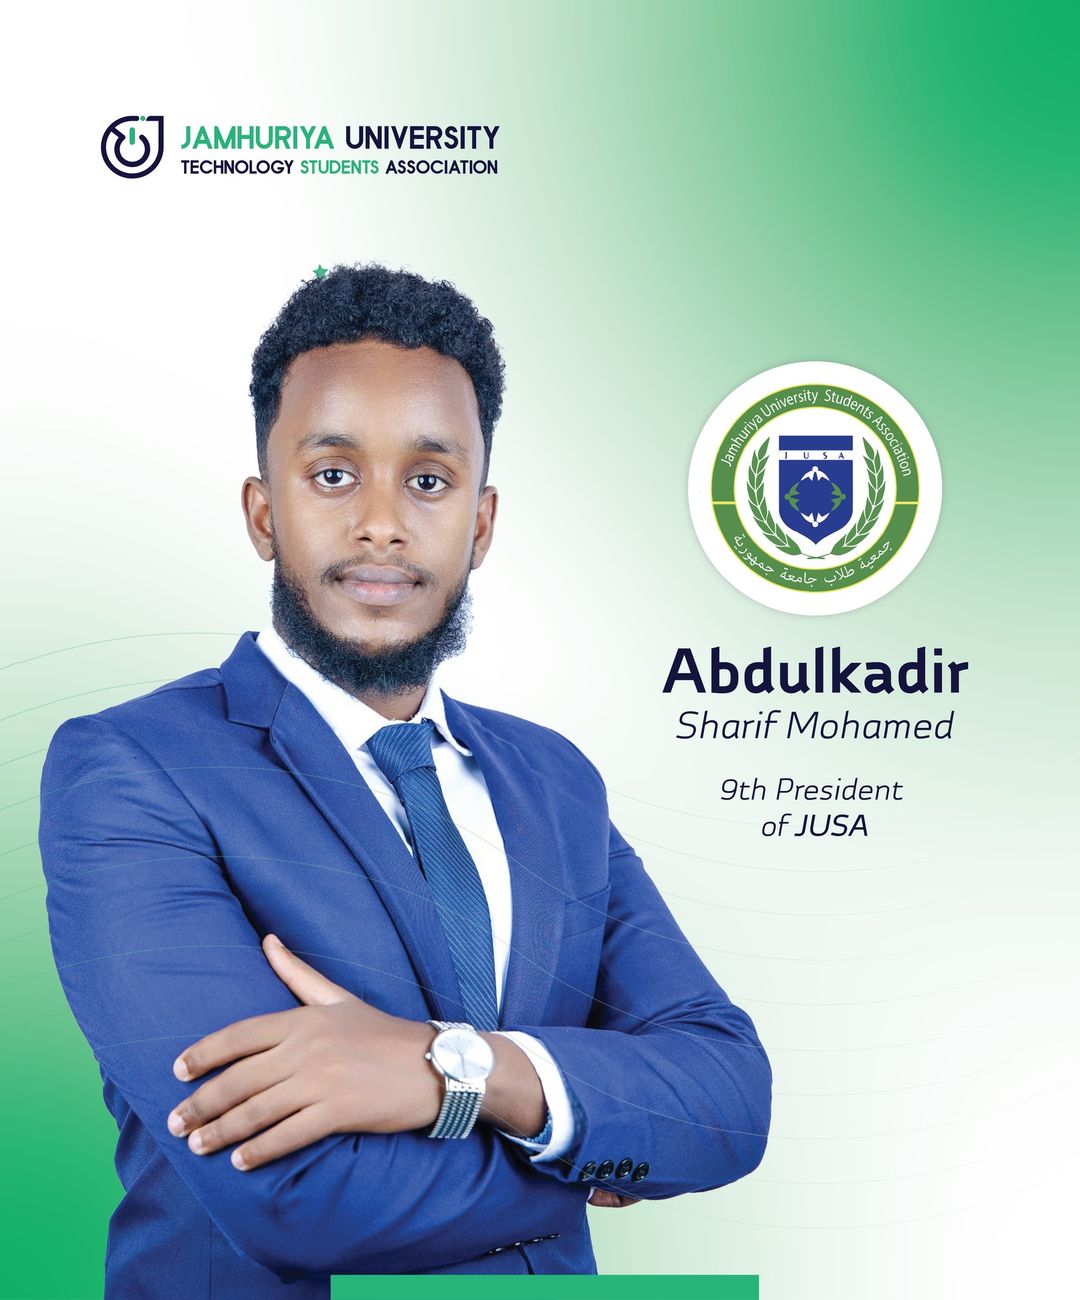 JAMHURIYA UNIVERSITY
TECHNOLOGY STUDENTS ASSOCIATION
Jamhuriya University Students Association
JUSA
جمعية طلاب جامعة جمهورية
Abdulkadir
Sharif Mohamed
9th President
of JUSA